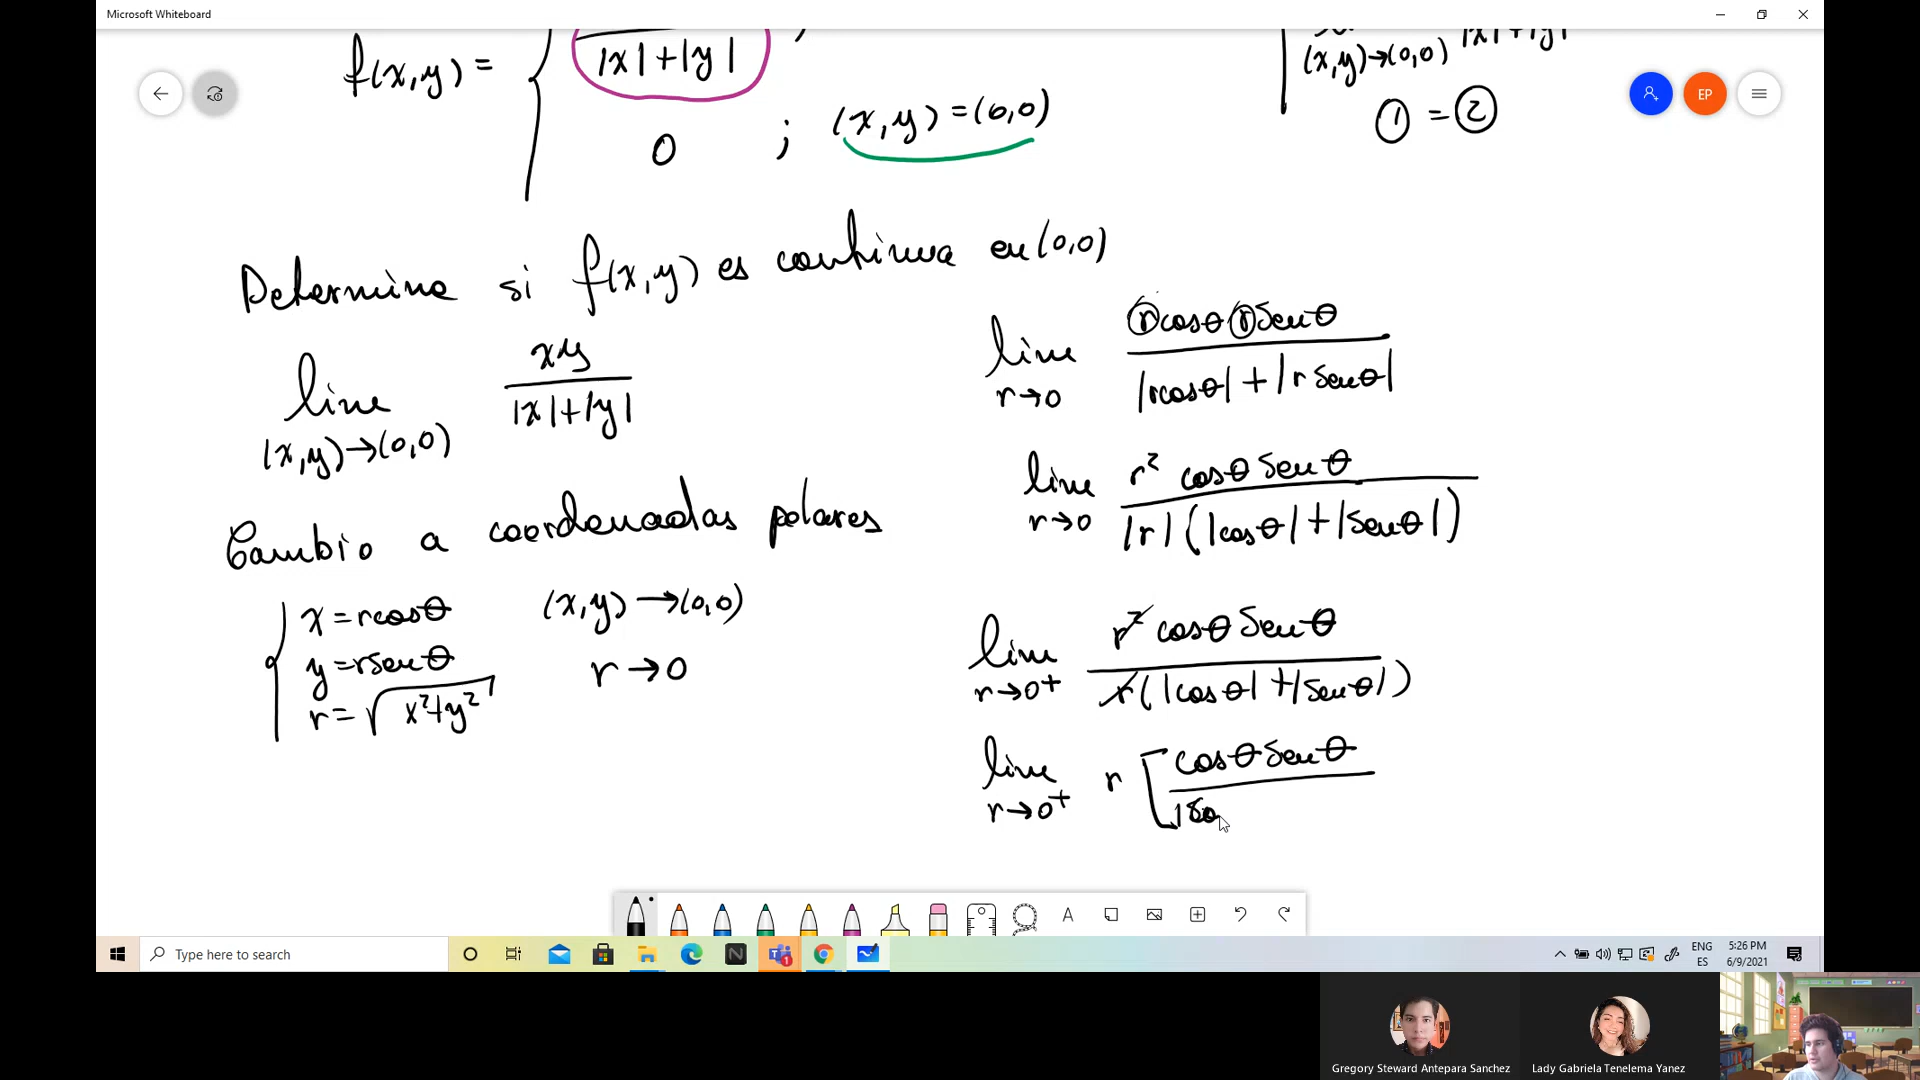 Microsoft Whiteboard
f(x,y) = { |x|+|y| ;
0 ; (x,y) = (0,0)
(x,y)→(0,0) |x|+|y|
① = ②
EP
Determine si f(x,y) es continua en (0,0)
lim xy / |x|+|y|
(x,y)→(0,0)
Cambio a coordenadas polares
x = rcosθ
y = rsenθ
r = √x²+y²
(x,y) → (0,0)
r → 0
lim rcosθ rsenθ / |rcosθ| + |rsenθ|
r→0
lim r² cosθ senθ / |r| (|cosθ| + |senθ|)
r→0
lim r² cosθ senθ / r (|cosθ| + |senθ|)
r→0⁺
lim r [ cosθ senθ
r→0⁺
A
Type here to search
N
1
ENG
ES
5:26 PM
6/9/2021
Gregory Steward Antepara Sanchez
Lady Gabriela Tenelema Yanez